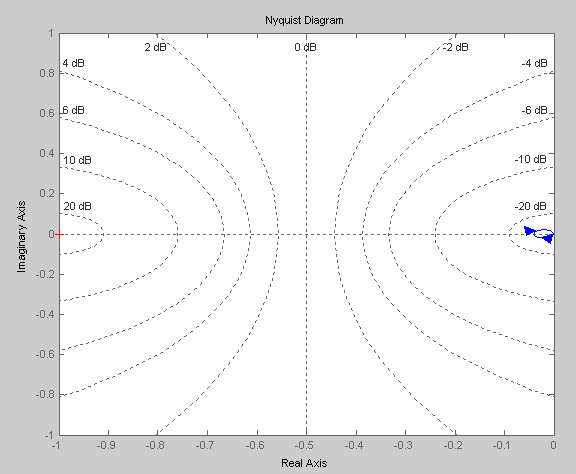 Nyquist Diagram
1
2 dB 0 dB -2 dB
4 dB -4 dB
0.8
0.6
6 dB -6 dB
0.4
10 dB -10 dB
0.2
20 dB -20 dB
0
-0.2
-0.4
-0.6
-0.8
-1
-1 -0.9 -0.8 -0.7 -0.6 -0.5 -0.4 -0.3 -0.2 -0.1 0
Real Axis
Imaginary Axis